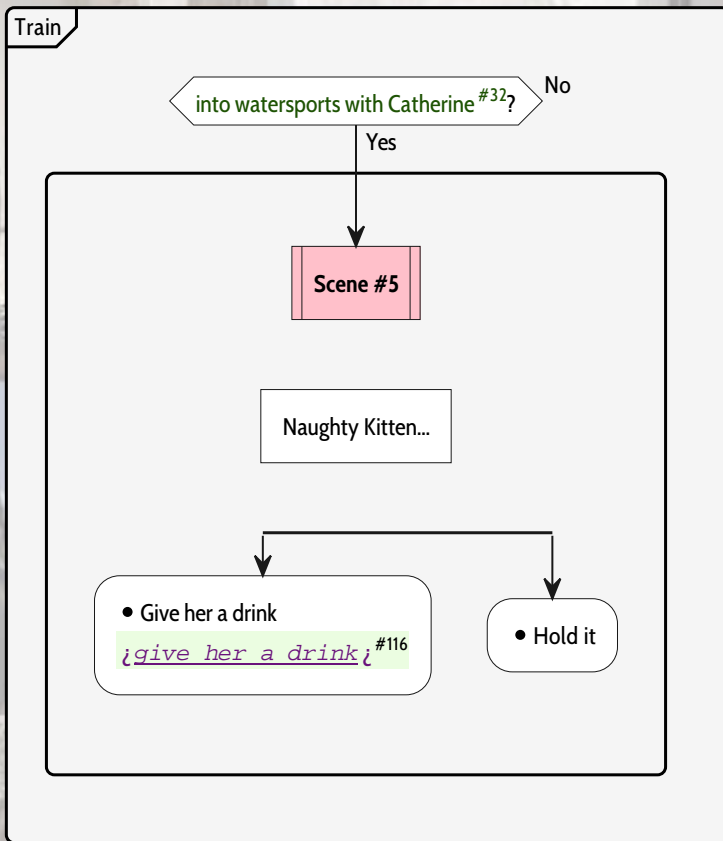 Train
into watersports with Catherine #32?
No
Yes
Scene #5
Naughty Kitten...
• Give her a drink
¿give her a drink¿#116
• Hold it